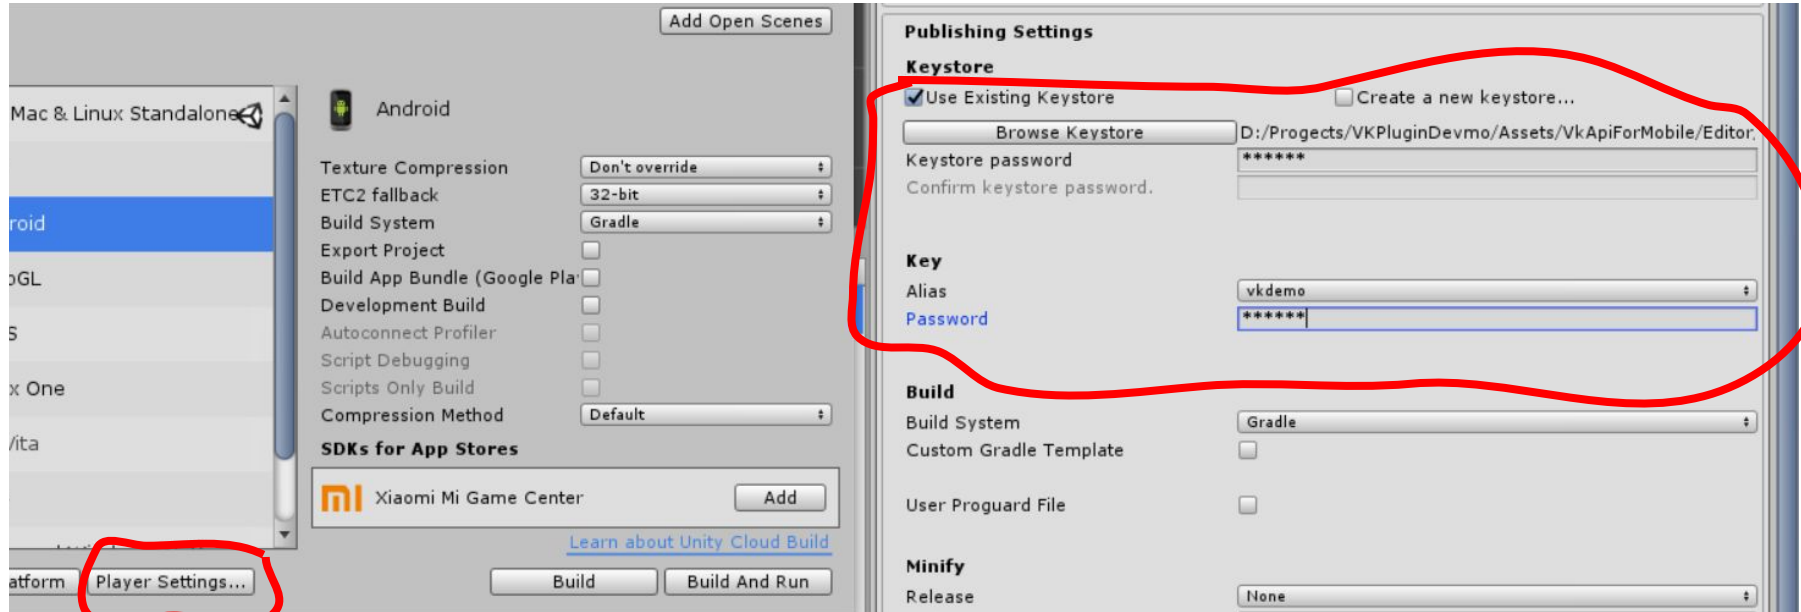 Add Open Scenes
Mac & Linux Standalone
roid
GL
S
x One
Vita
atform
Player Settings...
Android
Texture Compression
Don't override
ETC2 fallback
32-bit
Build System
Gradle
Export Project
Build App Bundle (Google Pla
Development Build
Autoconnect Profiler
Script Debugging
Scripts Only Build
Compression Method
Default
SDKs for App Stores
Xiaomi Mi Game Center
Add
Learn about Unity Cloud Build
Build
Build And Run
Publishing Settings
Keystore
Use Existing Keystore
Create a new keystore...
Browse Keystore
D:/Progects/VKPluginDevmo/Assets/VkApiForMobile/Editor,
Keystore password
******
Confirm keystore password.
Key
Alias
vkdemo
Password
******
Build
Build System
Gradle
Custom Gradle Template
User Proguard File
Minify
Release
None